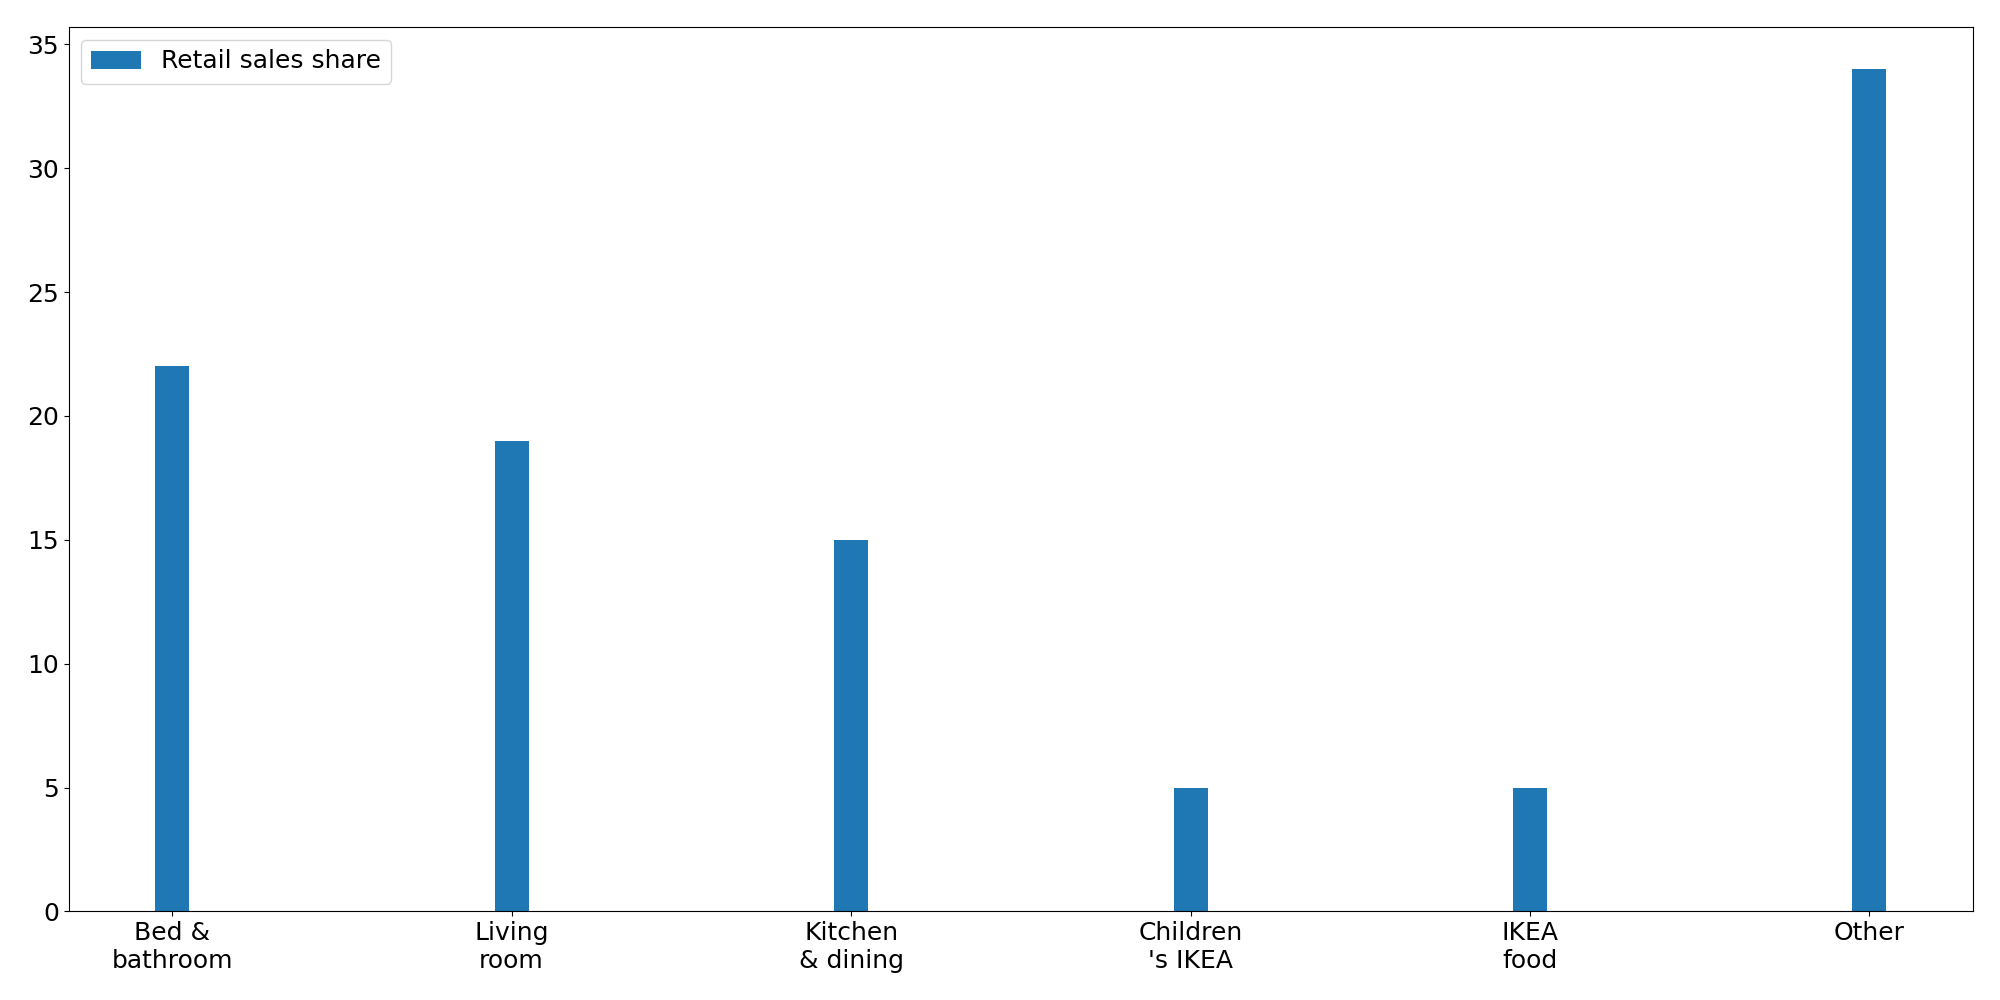 35
30
25
20
15
10
5
0
Retail sales share
Bed &
bathroom
Living
room
Kitchen
& dining
Children
's IKEA
IKEA
food
Other